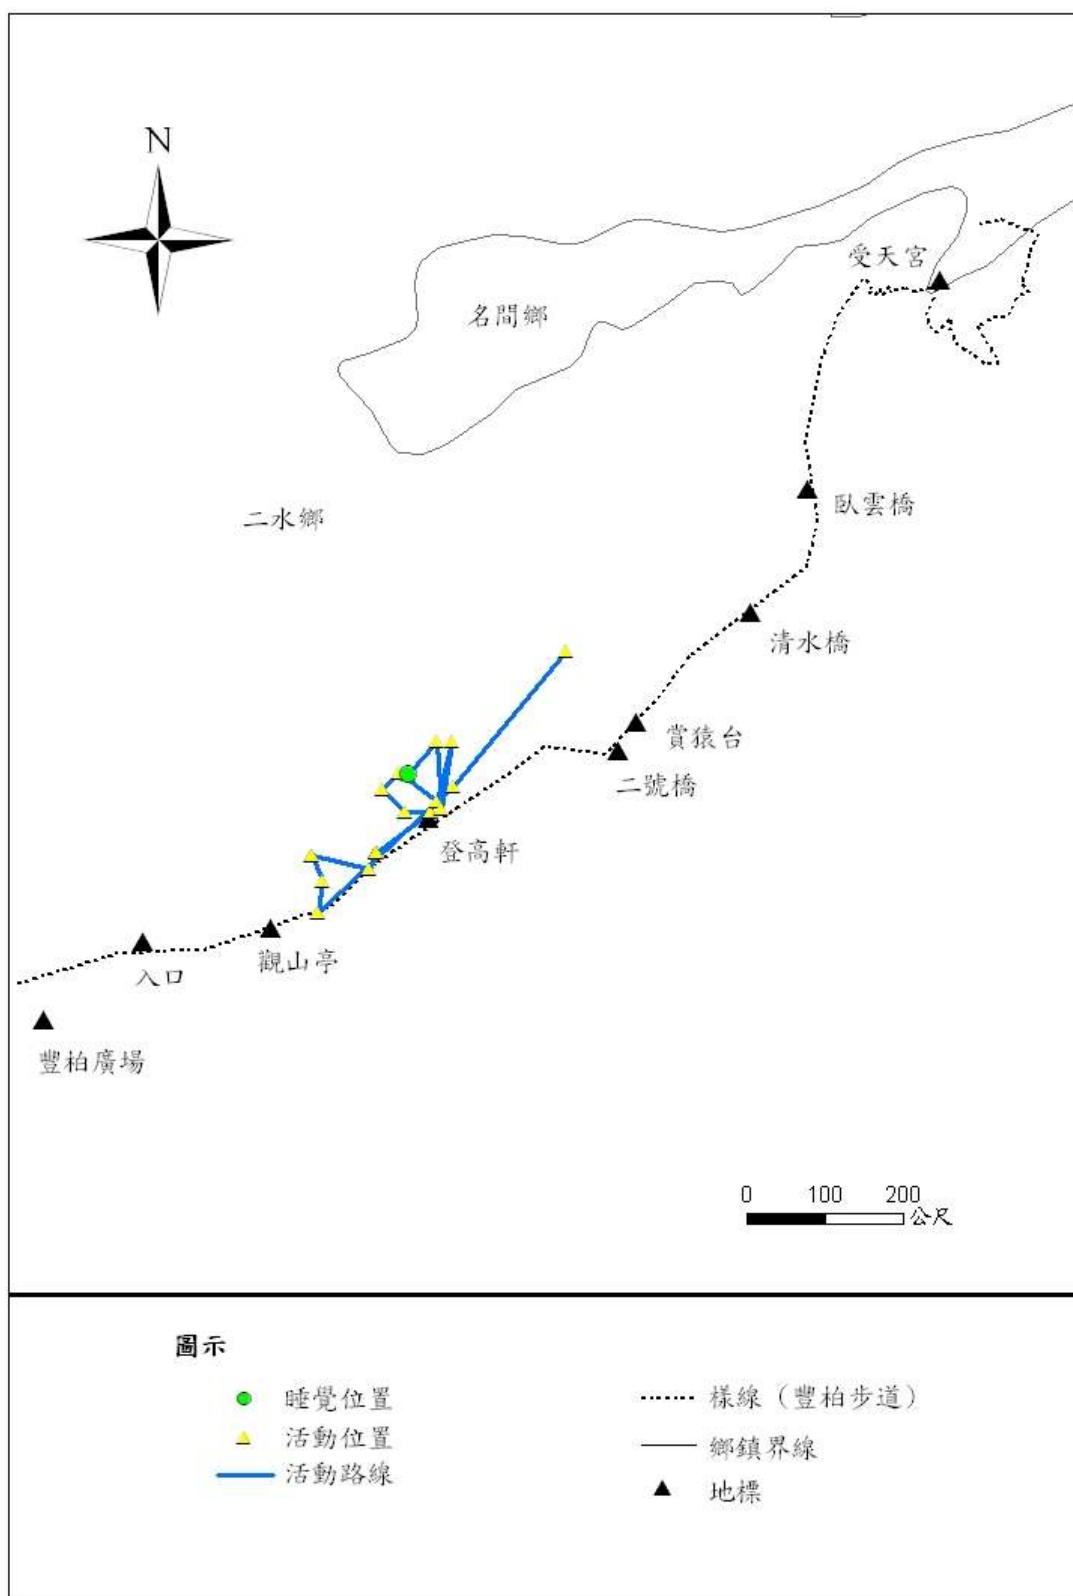 N
受天宮
名間鄉
臥雲橋
二水鄉
清水橋
賞猿台
二號橋
登高軒
觀山亭
入口
豐柏廣場
0 100 200
公尺
圖示
睡覺位置
活動位置
活動路線
樣線（豐柏步道）
鄉鎮界線
地標